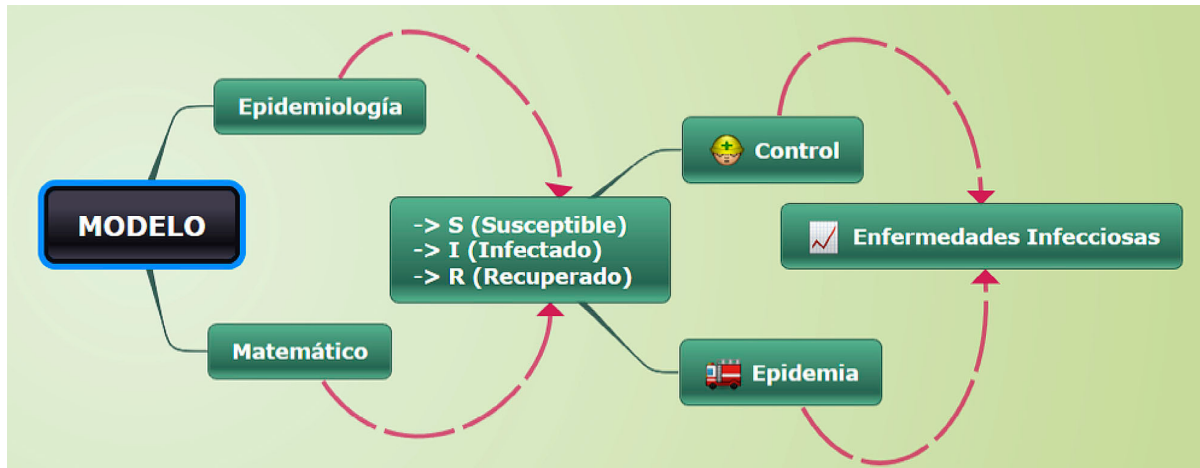 Epidemiología
MODELO
Matemático
-> S (Susceptible)
-> I (Infectado)
-> R (Recuperado)
Control
Epidemia
Enfermedades Infecciosas